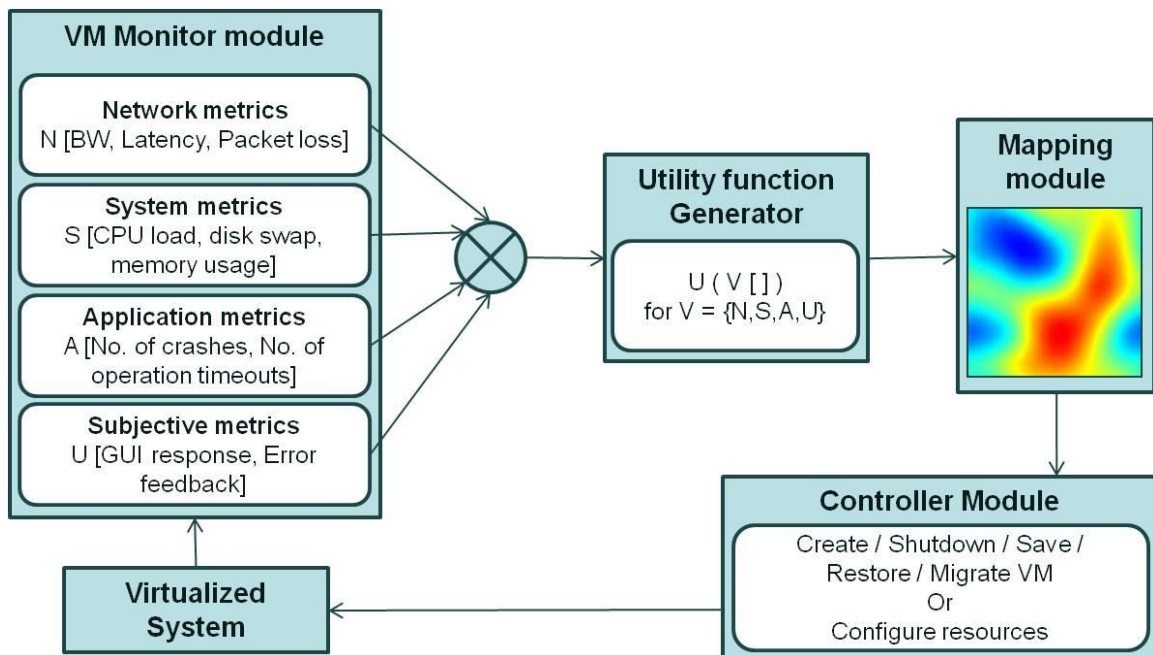 VM Monitor module
Network metrics
N [BW, Latency, Packet loss]
System metrics
S [CPU load, disk swap,
memory usage]
Application metrics
A [No. of crashes, No. of
operation timeouts]
Subjective metrics
U [GUI response, Error
feedback]
Utility function
Generator
U ( V [ ] )
for V = {N,S,A,U}
Mapping
module
Controller Module
Create / Shutdown / Save /
Restore / Migrate VM
Or
Configure resources
Virtualized
System